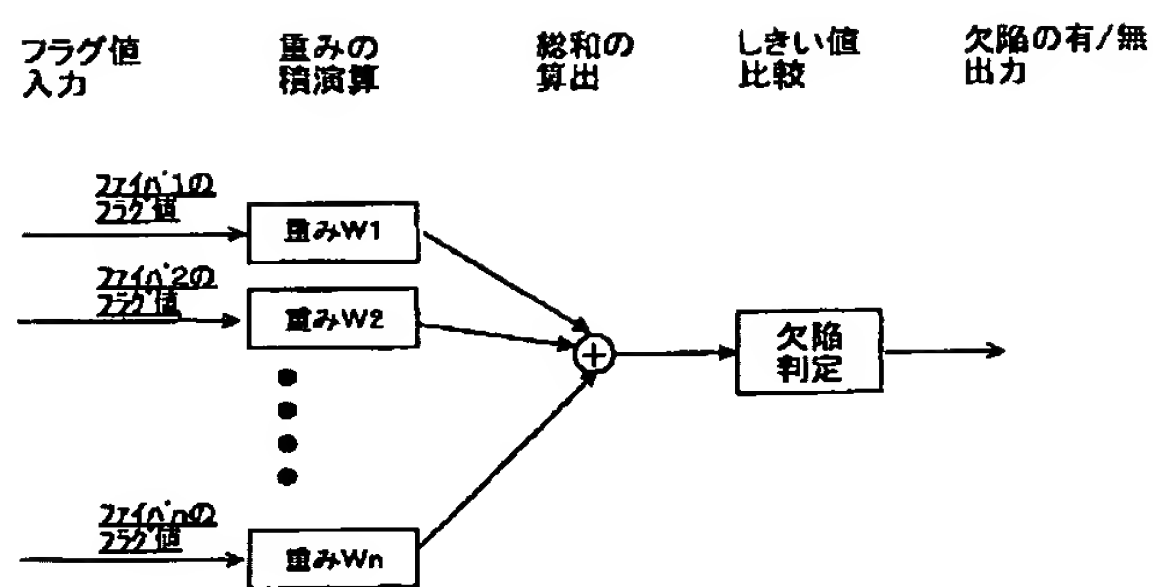 フラグ値
入力
重みの
積演算
総和の
算出
しきい値
比較
欠陥の有/無
出力
ファイバ1の
フラグ値
重みW1
ファイバ2の
フラグ値
重みW2
+
欠陥
判定
ファイバnの
フラグ値
重みWn